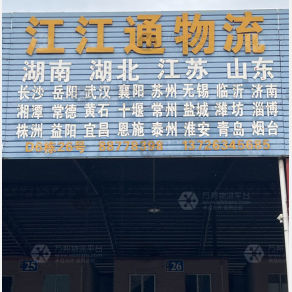 江江通物流
湖南 湖北 江苏 山东
长沙 岳阳 武汉 襄阳 苏州 无锡 临沂 济南
湘潭 常德 黄石 十堰 常州 盐城 潍坊 淄博
株洲 益阳 宜昌 恩施 泰州 淮安 青岛 烟台
25
26